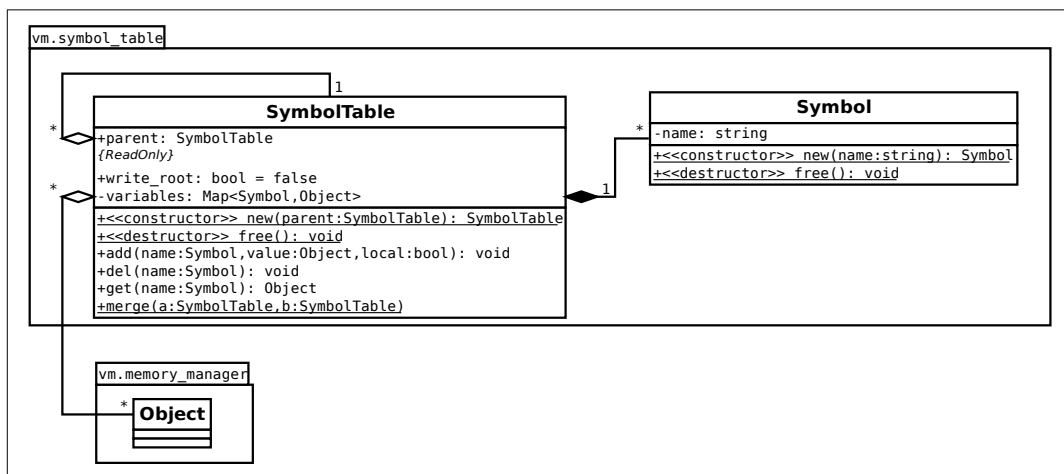 vm.symbol_table
1
SymbolTable
*
+parent: SymbolTable
{ReadOnly}
+write_root: bool = false
*
-variables: Map<Symbol,Object>
1
+<<constructor>> new(parent:SymbolTable): SymbolTable
+<<destructor>> free(): void
+add(name:Symbol,value:Object,local:bool): void
+del(name:Symbol): void
+get(name:Symbol): Object
+merge(a:SymbolTable,b:SymbolTable)
Symbol
*
-name: string
+<<constructor>> new(name:string): Symbol
+<<destructor>> free(): void
vm.memory_manager
*
Object